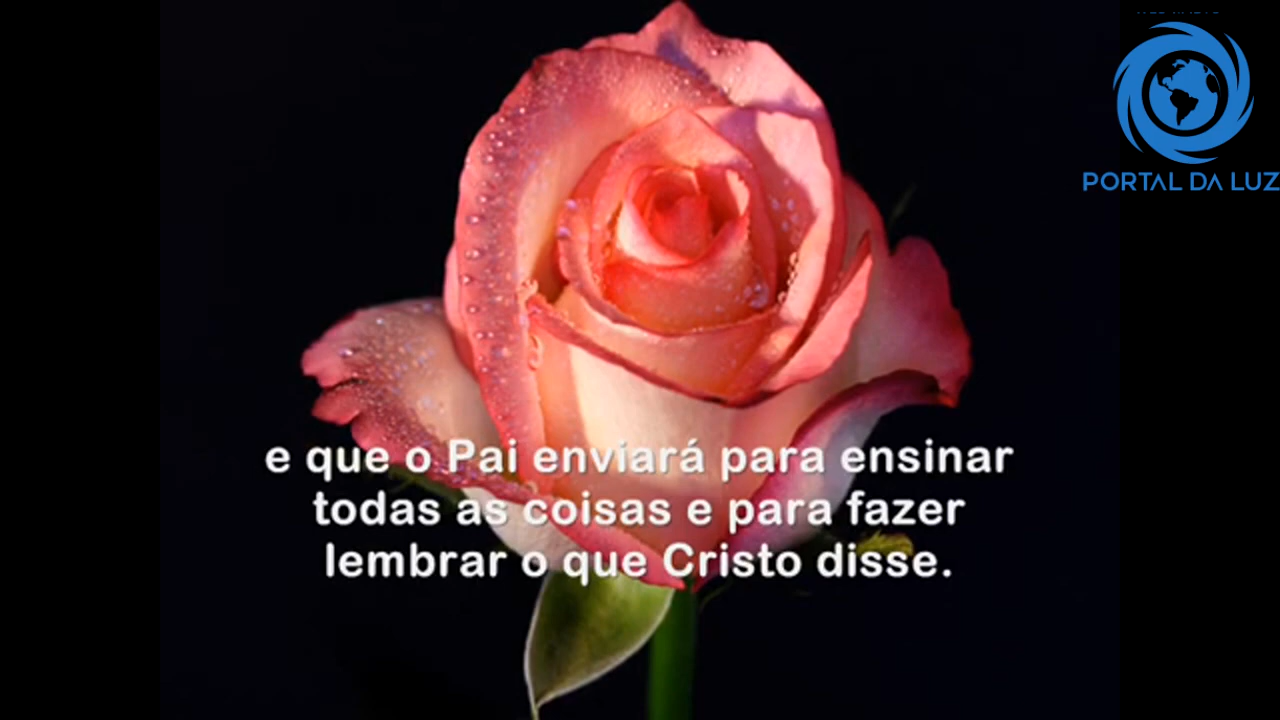 PORTAL DA LUZ
e que o Pai enviará para ensinar
todas as coisas e para fazer
lembrar o que Cristo disse.